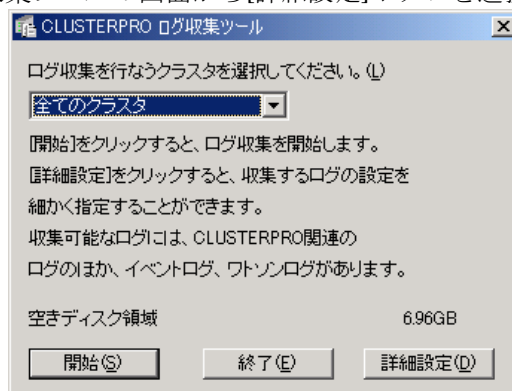 CLUSTERPRO ログ収集ツール
ログ収集を行なうクラスタを選択してください。(L)
全てのクラスタ
[開始]をクリックすると、ログ収集を開始します。
[詳細設定]をクリックすると、収集するログの設定を
細かく指定することができます。
収集可能なログには、CLUSTERPRO関連の
ログのほか、イベントログ、ワトソンログがあります。
空きディスク領域 6.96GB
開始(S) 終了(E) 詳細設定(D)